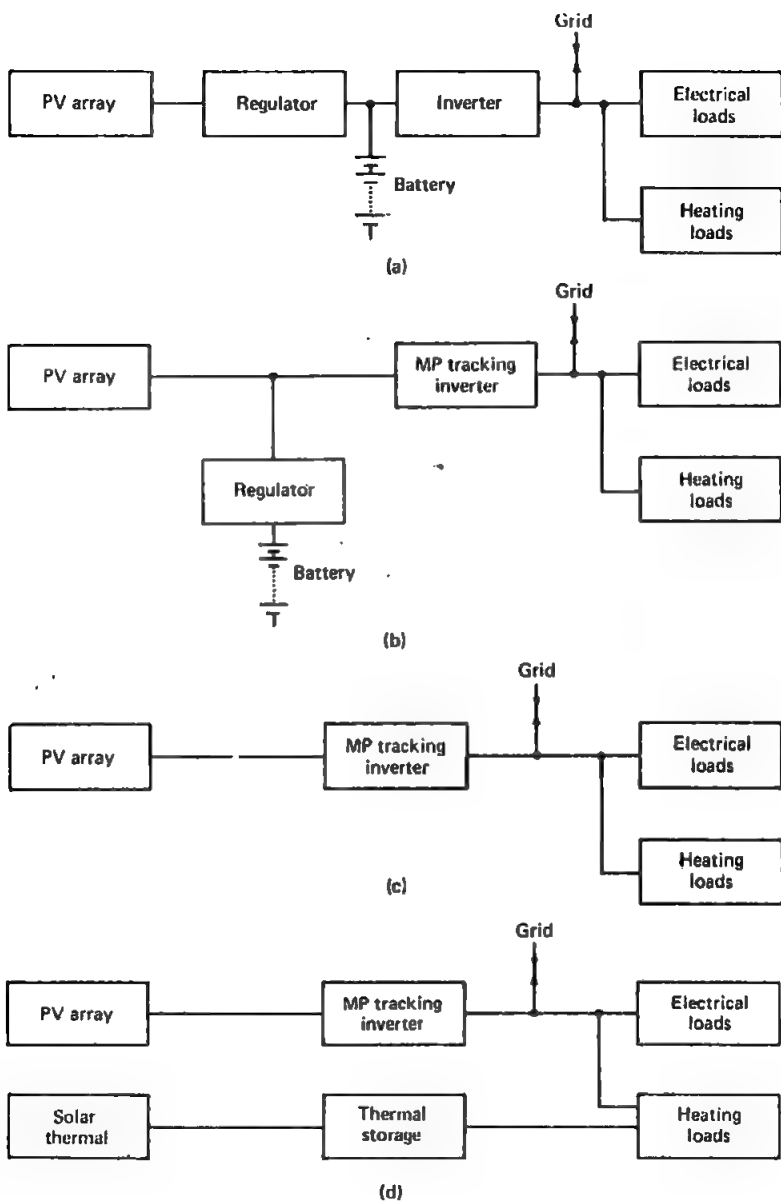 Grid
PV array
Regulator
Inverter
Electrical
loads
Battery
Heating
loads
(a)
Grid
PV array
MP tracking
inverter
Electrical
loads
Regulator
Heating
loads
Battery
(b)
Grid
PV array
MP tracking
inverter
Electrical
loads
Heating
loads
(c)
Grid
PV array
MP tracking
inverter
Electrical
loads
Solar
thermal
Thermal
storage
Heating
loads
(d)